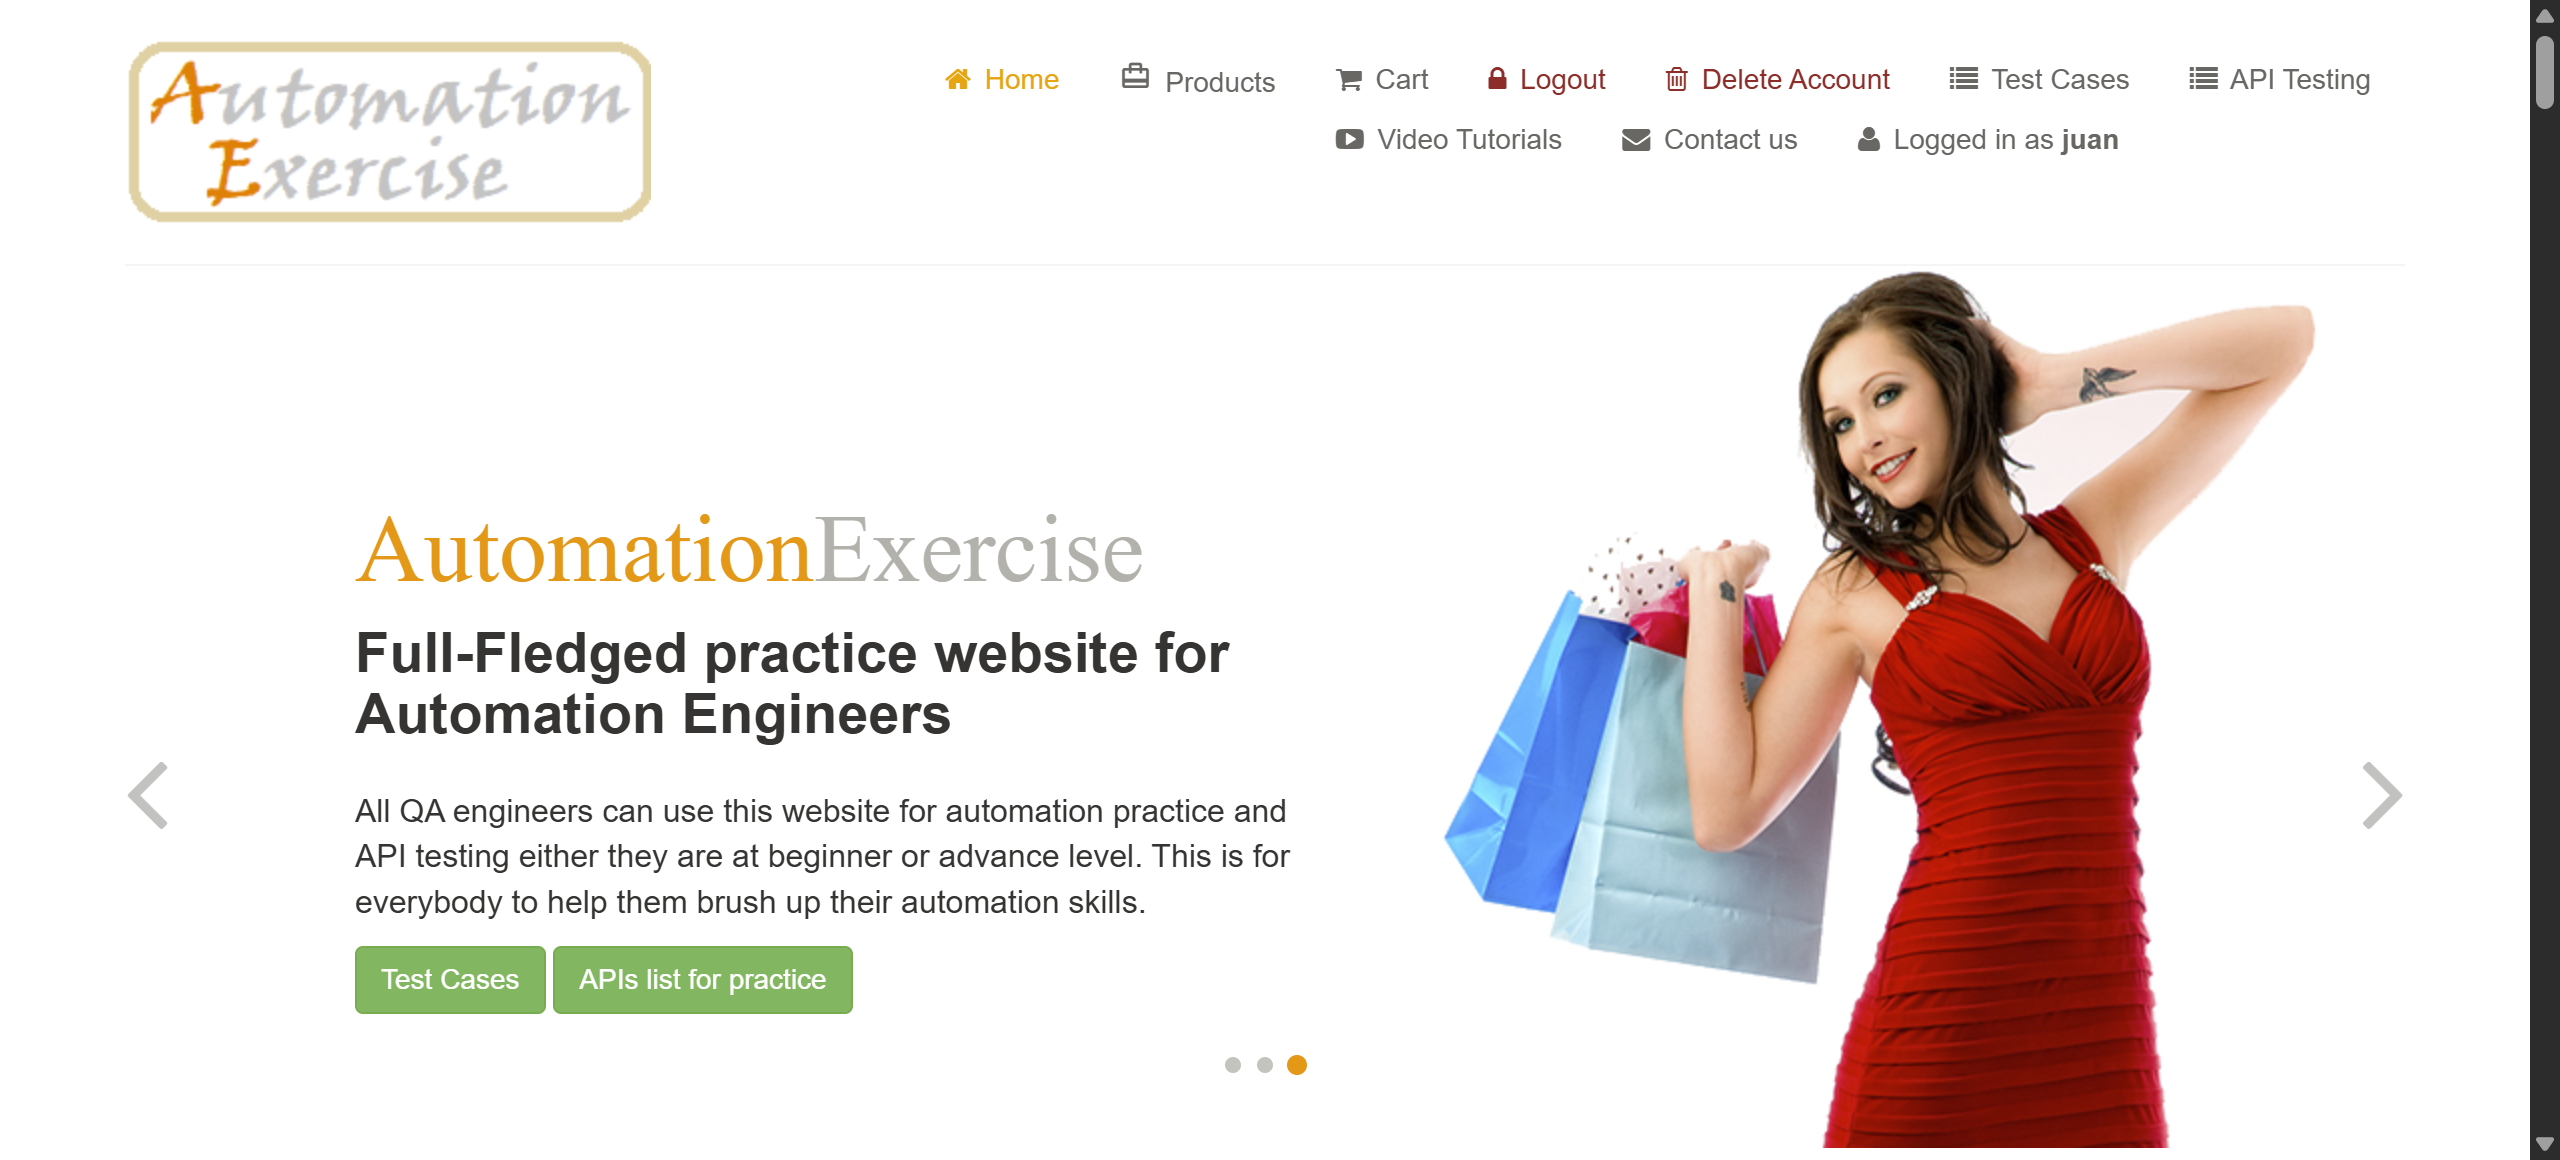 Automation
Exercise
Home Products Cart Logout Delete Account Test Cases API Testing
Video Tutorials Contact us Logged in as juan
AutomationExercise
Full-Fledged practice website for
Automation Engineers
All QA engineers can use this website for automation practice and
API testing either they are at beginner or advance level. This is for
everybody to help them brush up their automation skills.
Test Cases APIs list for practice